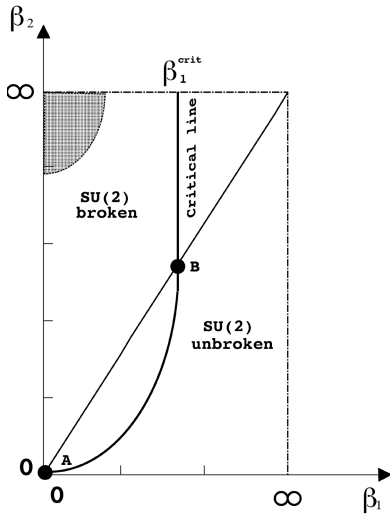 β₂
β₁ᶜʳⁱᵗ
∞
Critical line
SU(2)
broken
B
SU(2)
unbroken
A
0
0
∞
β₁